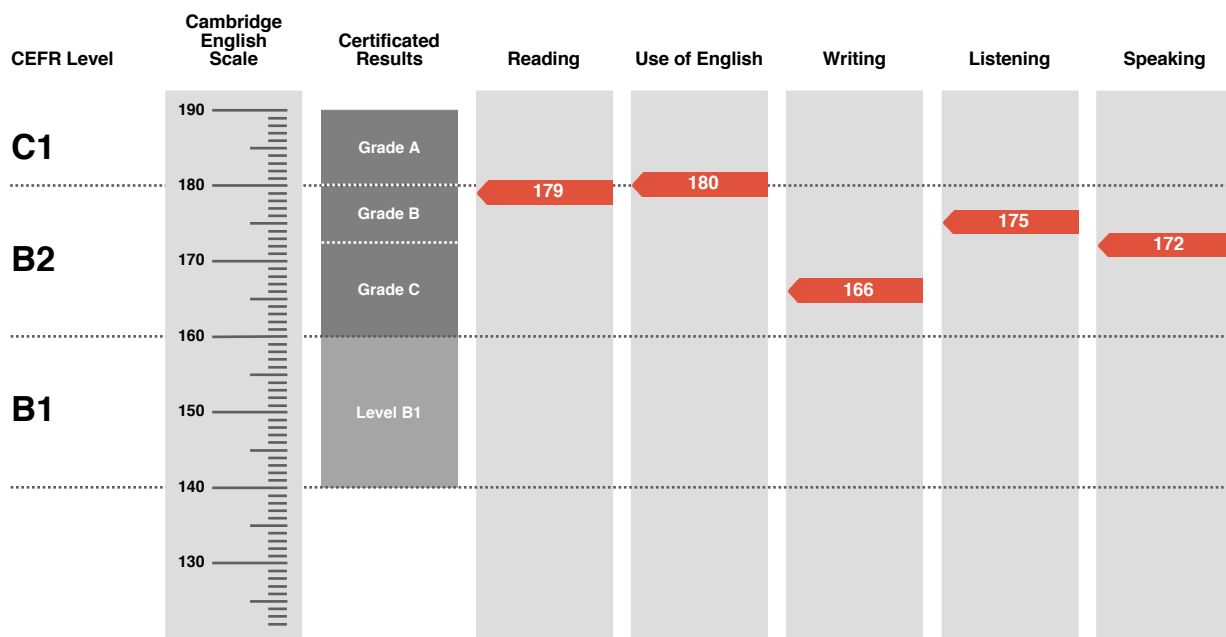 CEFR Level
Cambridge
English
Scale
Certificated
Results
Reading
Use of English
Writing
Listening
Speaking
190
C1
Grade A
180
179
180
Grade B
175
172
B2
170
Grade C
166
160
B1
150
Level B1
140
130